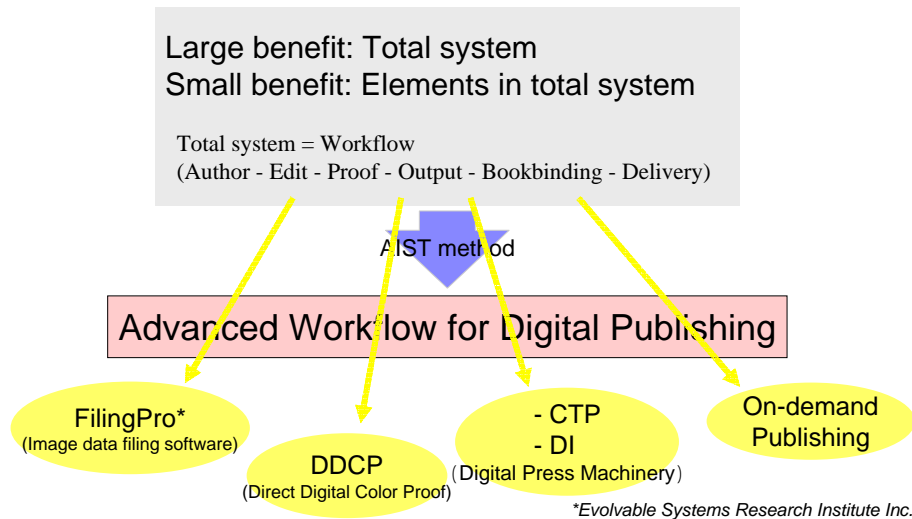 Large benefit: Total system
Small benefit: Elements in total system
Total system = Workflow
(Author - Edit - Proof - Output - Bookbinding - Delivery)
AIST method
Advanced Workflow for Digital Publishing
FilingPro*
(Image data filing software)
DDCP
(Direct Digital Color Proof)
- CTP
- DI
(Digital Press Machinery)
On-demand
Publishing
*Evolvable Systems Research Institute Inc.